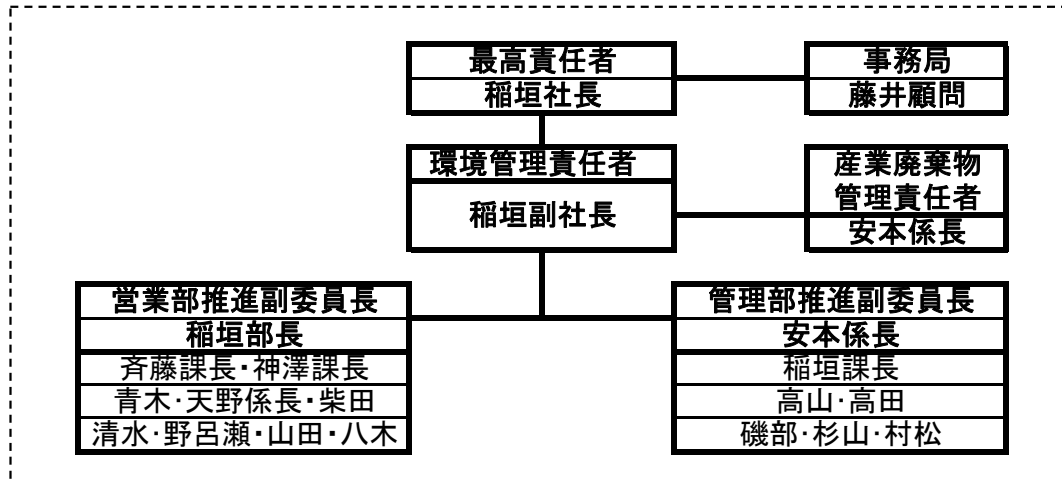 最高責任者
稲垣社長
事務局
藤井顧問
環境管理責任者
稲垣副社長
産業廃棄物
管理責任者
安本係長
営業部推進副委員長
稲垣部長
斉藤課長・神澤課長
青木・天野係長・柴田
清水・野呂瀬・山田・八木
管理部推進副委員長
安本係長
稲垣課長
高山・高田
磯部・杉山・村松